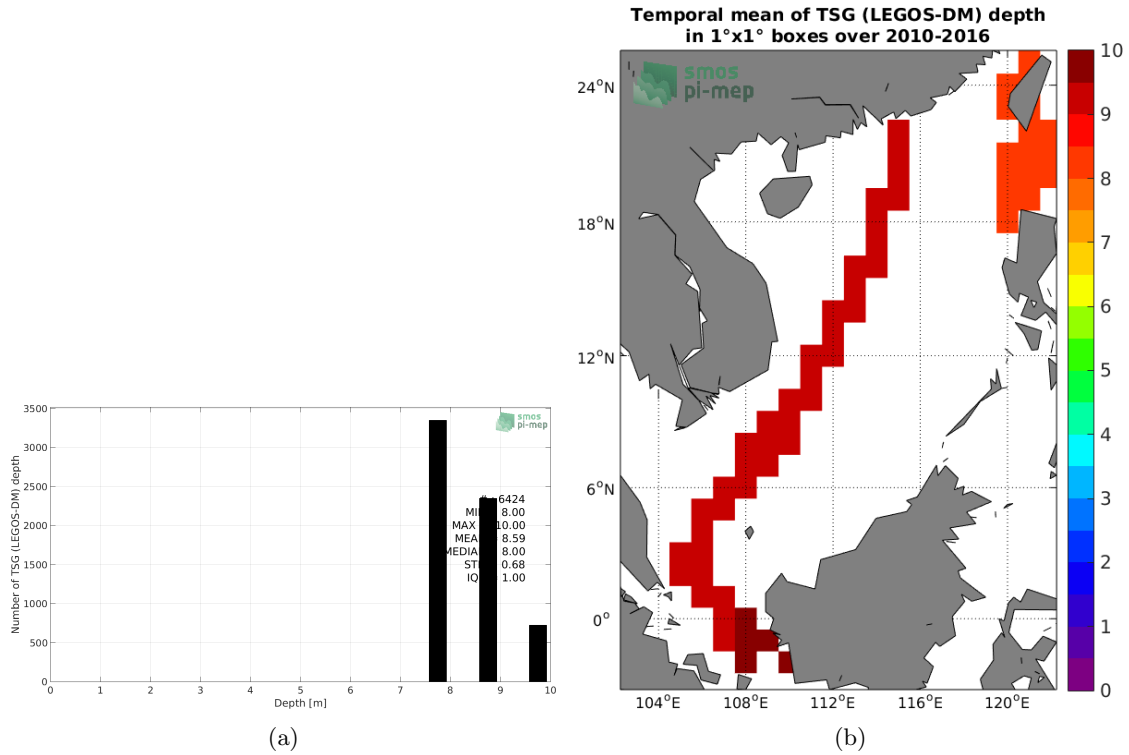 3500
3000
2500
2000
1500
1000
500
0
0 1 2 3 4 5 6 7 8 9 10
Number of TSG (LEGOS-DM) depth
Depth [m]
smos
pi-mep
6424
8.00
MAX 10.00
8.59
MEDIAN 8.00
0.68
1.00
(a)
Temporal mean of TSG (LEGOS-DM) depth
in 1°x1° boxes over 2010-2016
smos
pi-mep
24°N
18°N
12°N
6°N
0°
104°E 108°E 112°E 116°E 120°E
10
9
8
7
6
5
4
3
2
1
0
(b)